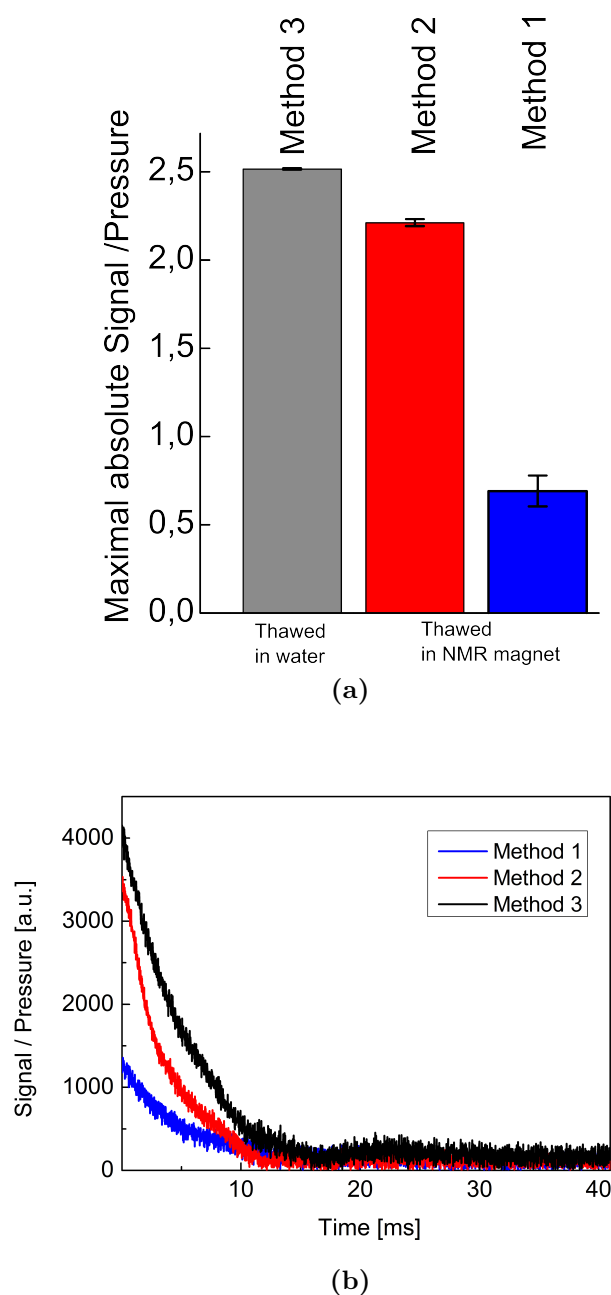 Method 3
Method 2
Method 1
Maximal absolute Signal /Pressure
2,5
2,0
1,5
1,0
0,5
0,0
Thawed
in water
Thawed
in NMR magnet
(a)
Signal / Pressure [a.u.]
4000
3000
2000
1000
0
Method 1
Method 2
Method 3
10
20
30
40
Time [ms]
(b)